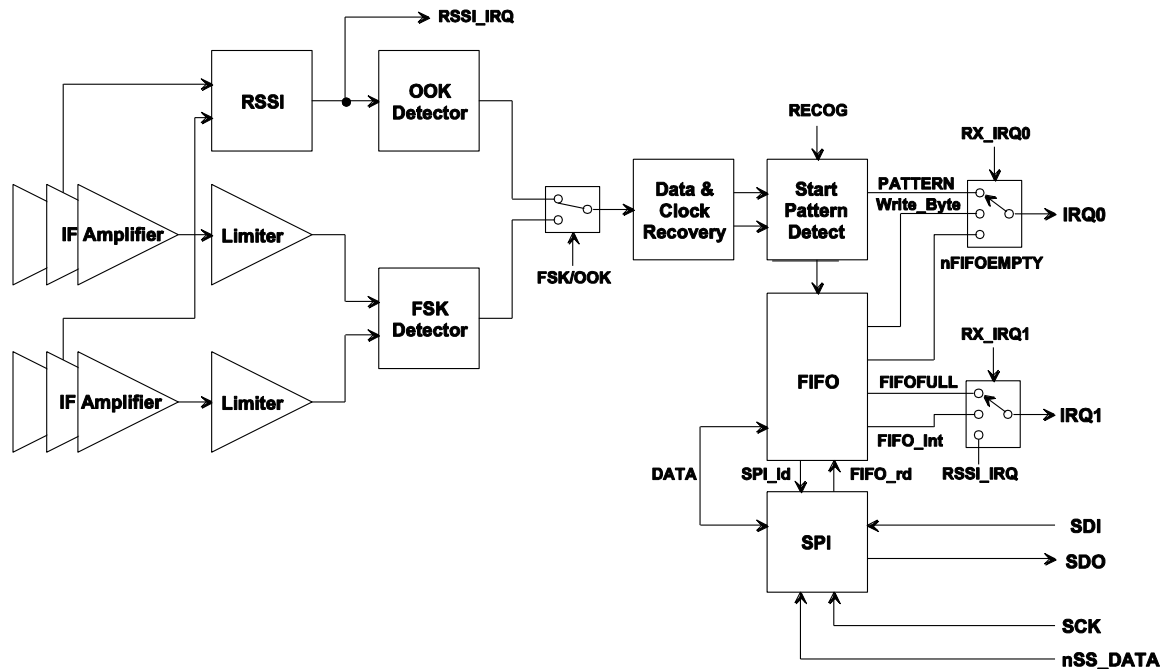 RSSI_IRQ
RSSI
OOK
Detector
RECOG
RX_IRQ0
IF Amplifier
Limiter
Data &
Clock
Recovery
Start
Pattern
Detect
PATTERN
Write_Byte
IRQ0
nFIFOEMPTY
FSK/OOK
FSK
Detector
RX_IRQ1
IF Amplifier
Limiter
FIFO
FIFOFULL
IRQ1
FIFO_Int
DATA
SPI_ld
FIFO_rd
RSSI_IRQ
SPI
SDI
SDO
SCK
nSS_DATA